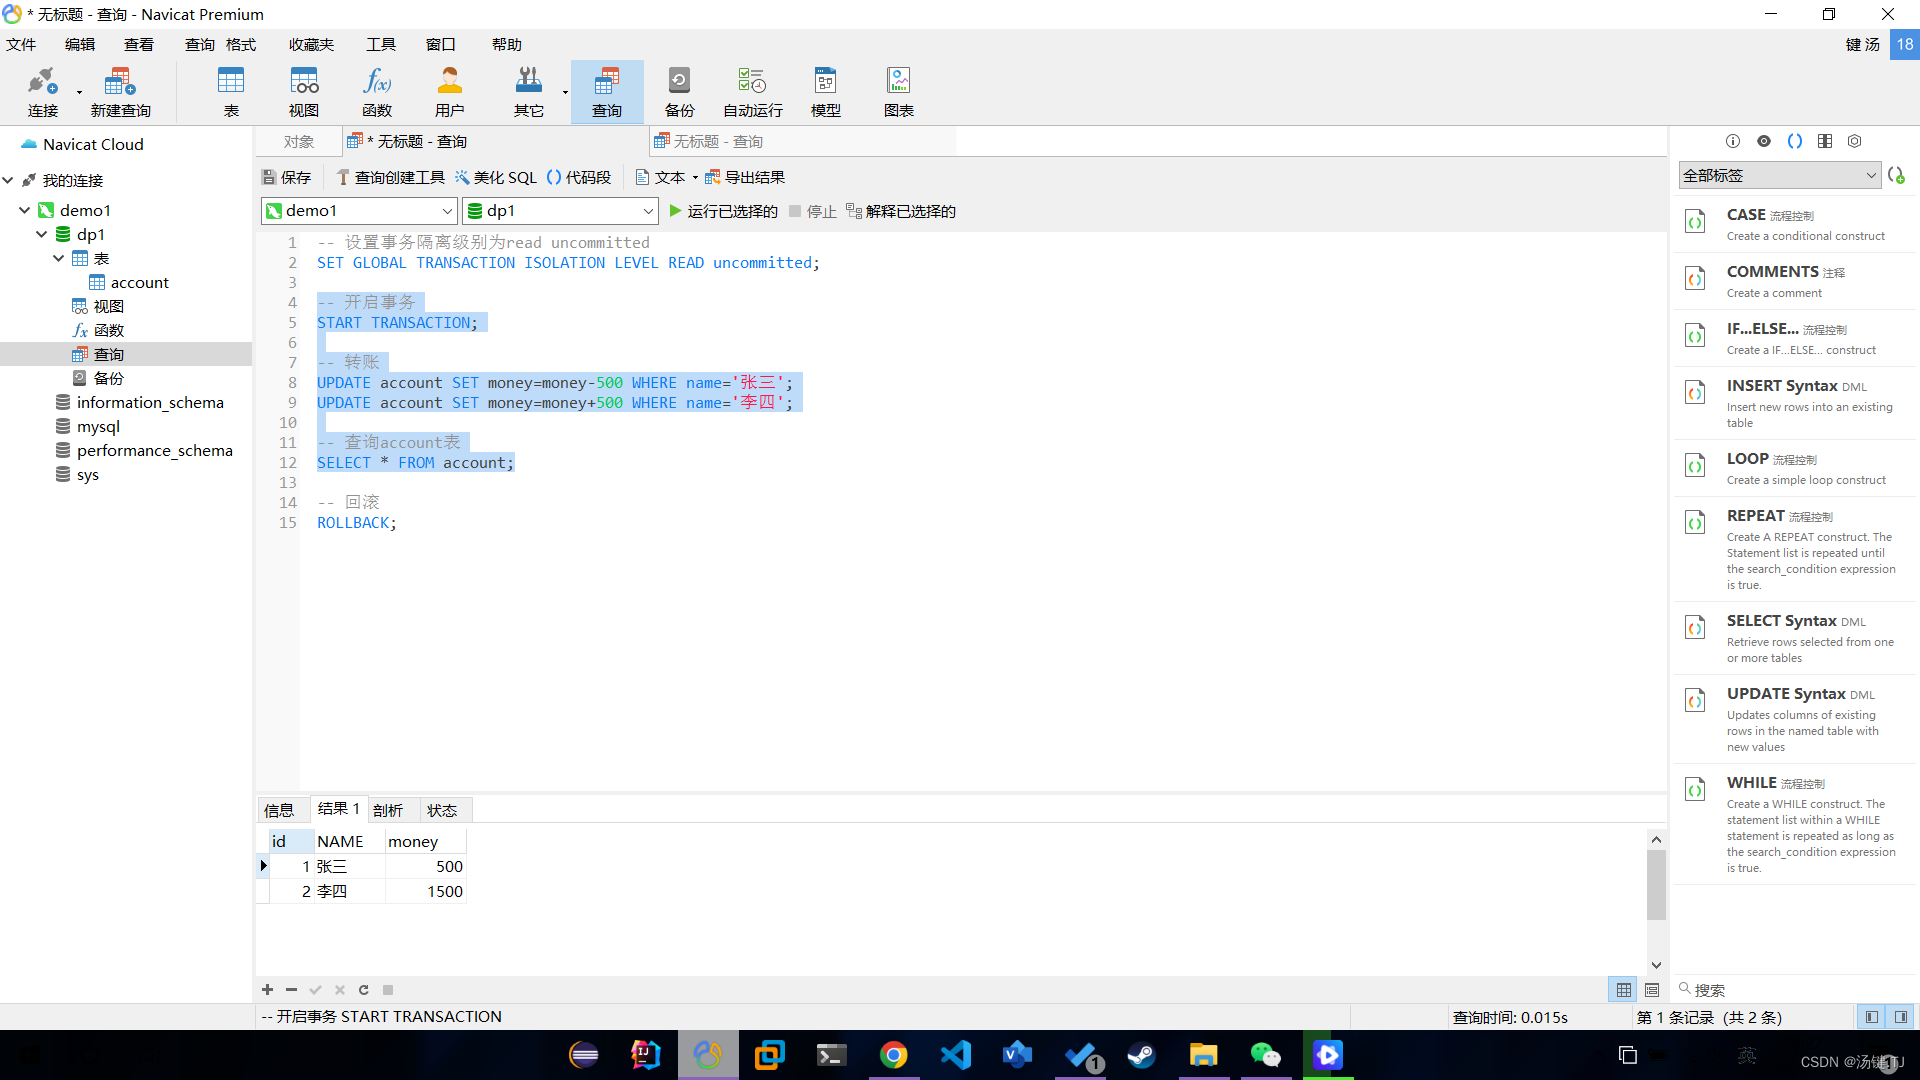 * 无标题 - 查询 - Navicat Premium
文件 编辑 查看 查询 格式 收藏夹 工具 窗口 帮助 键 汤 18
连接 新建查询 表 视图 函数 用户 其它 查询 备份 自动运行 模型 图表
Navicat Cloud
我的连接
demo1
dp1
表
account
视图
函数
查询
备份
information_schema
mysql
performance_schema
sys
对象 * 无标题 - 查询 无标题 - 查询
保存 查询创建工具 美化 SQL 代码段 文本 导出结果
demo1 dp1 运行已选择的 停止 解释已选择的
1 -- 设置事务隔离级别为read uncommitted
2 SET GLOBAL TRANSACTION ISOLATION LEVEL READ uncommitted;
3
4 -- 开启事务
5 START TRANSACTION;
6
7 -- 转账
8 UPDATE account SET money=money-500 WHERE name='张三';
9 UPDATE account SET money=money+500 WHERE name='李四';
10
11 -- 查询account表
12 SELECT * FROM account;
13
14 -- 回滚
15 ROLLBACK;
信息 结果 1 剖析 状态
id NAME money
1 张三 500
2 李四 1500
-- 开启事务 START TRANSACTION 查询时间: 0.015s 第 1 条记录 (共 2 条)
全部标签
CASE 流程控制
Create a conditional construct
COMMENTS 注释
Create a comment
IF...ELSE... 流程控制
Create a IF...ELSE... construct
INSERT Syntax DML
Insert new rows into an existing
table
LOOP 流程控制
Create a simple loop construct
REPEAT 流程控制
Create A REPEAT construct. The
Statement list is repeated until
the search_condition expression
is true.
SELECT Syntax DML
Retrieve rows selected from one
or more tables
UPDATE Syntax DML
Updates columns of existing
rows in the named table with
new values
WHILE 流程控制
Create a WHILE construct. The
statement list within a WHILE
statement is repeated as long as
the search_condition expression
is true.
搜索
1
英
CSDN @汤键TJ